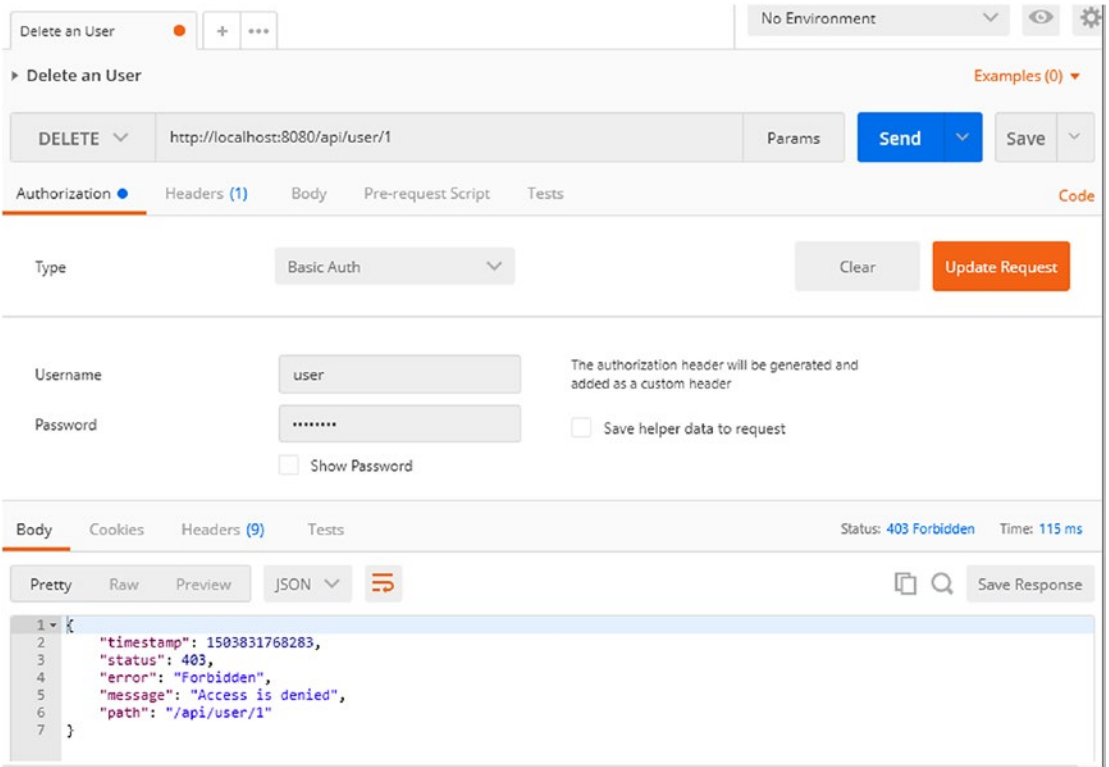 Delete an User + ••• No Environment
Delete an User Examples (0)
DELETE http://localhost:8080/api/user/1 Params Send Save
Authorization Headers (1) Body Pre-request Script Tests Code
Type Basic Auth Clear Update Request
Username user The authorization header will be generated and
added as a custom header
Password •••••••• Save helper data to request
Show Password
Body Cookies Headers (9) Tests Status: 403 Forbidden Time: 115 ms
Pretty Raw Preview JSON Save Response
1 {
2 "timestamp": 1503831768283,
3 "status": 403,
4 "error": "Forbidden",
5 "message": "Access is denied",
6 "path": "/api/user/1"
7 }